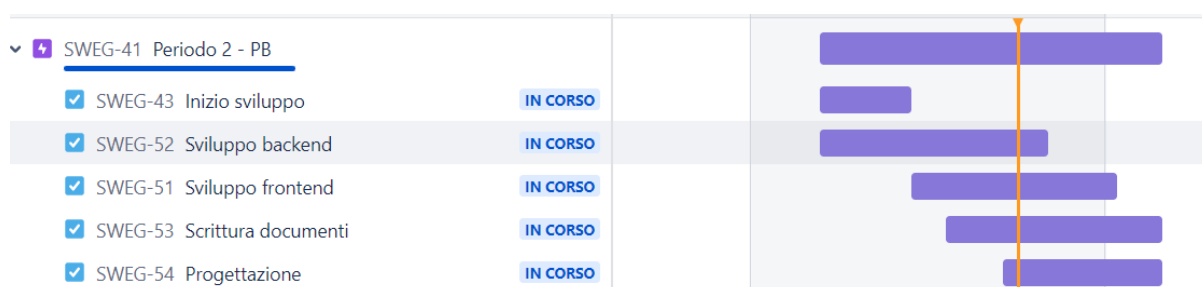 SWEG-41 Periodo 2 - PB
SWEG-43 Inizio sviluppo IN CORSO
SWEG-52 Sviluppo backend IN CORSO
SWEG-51 Sviluppo frontend IN CORSO
SWEG-53 Scrittura documenti IN CORSO
SWEG-54 Progettazione IN CORSO